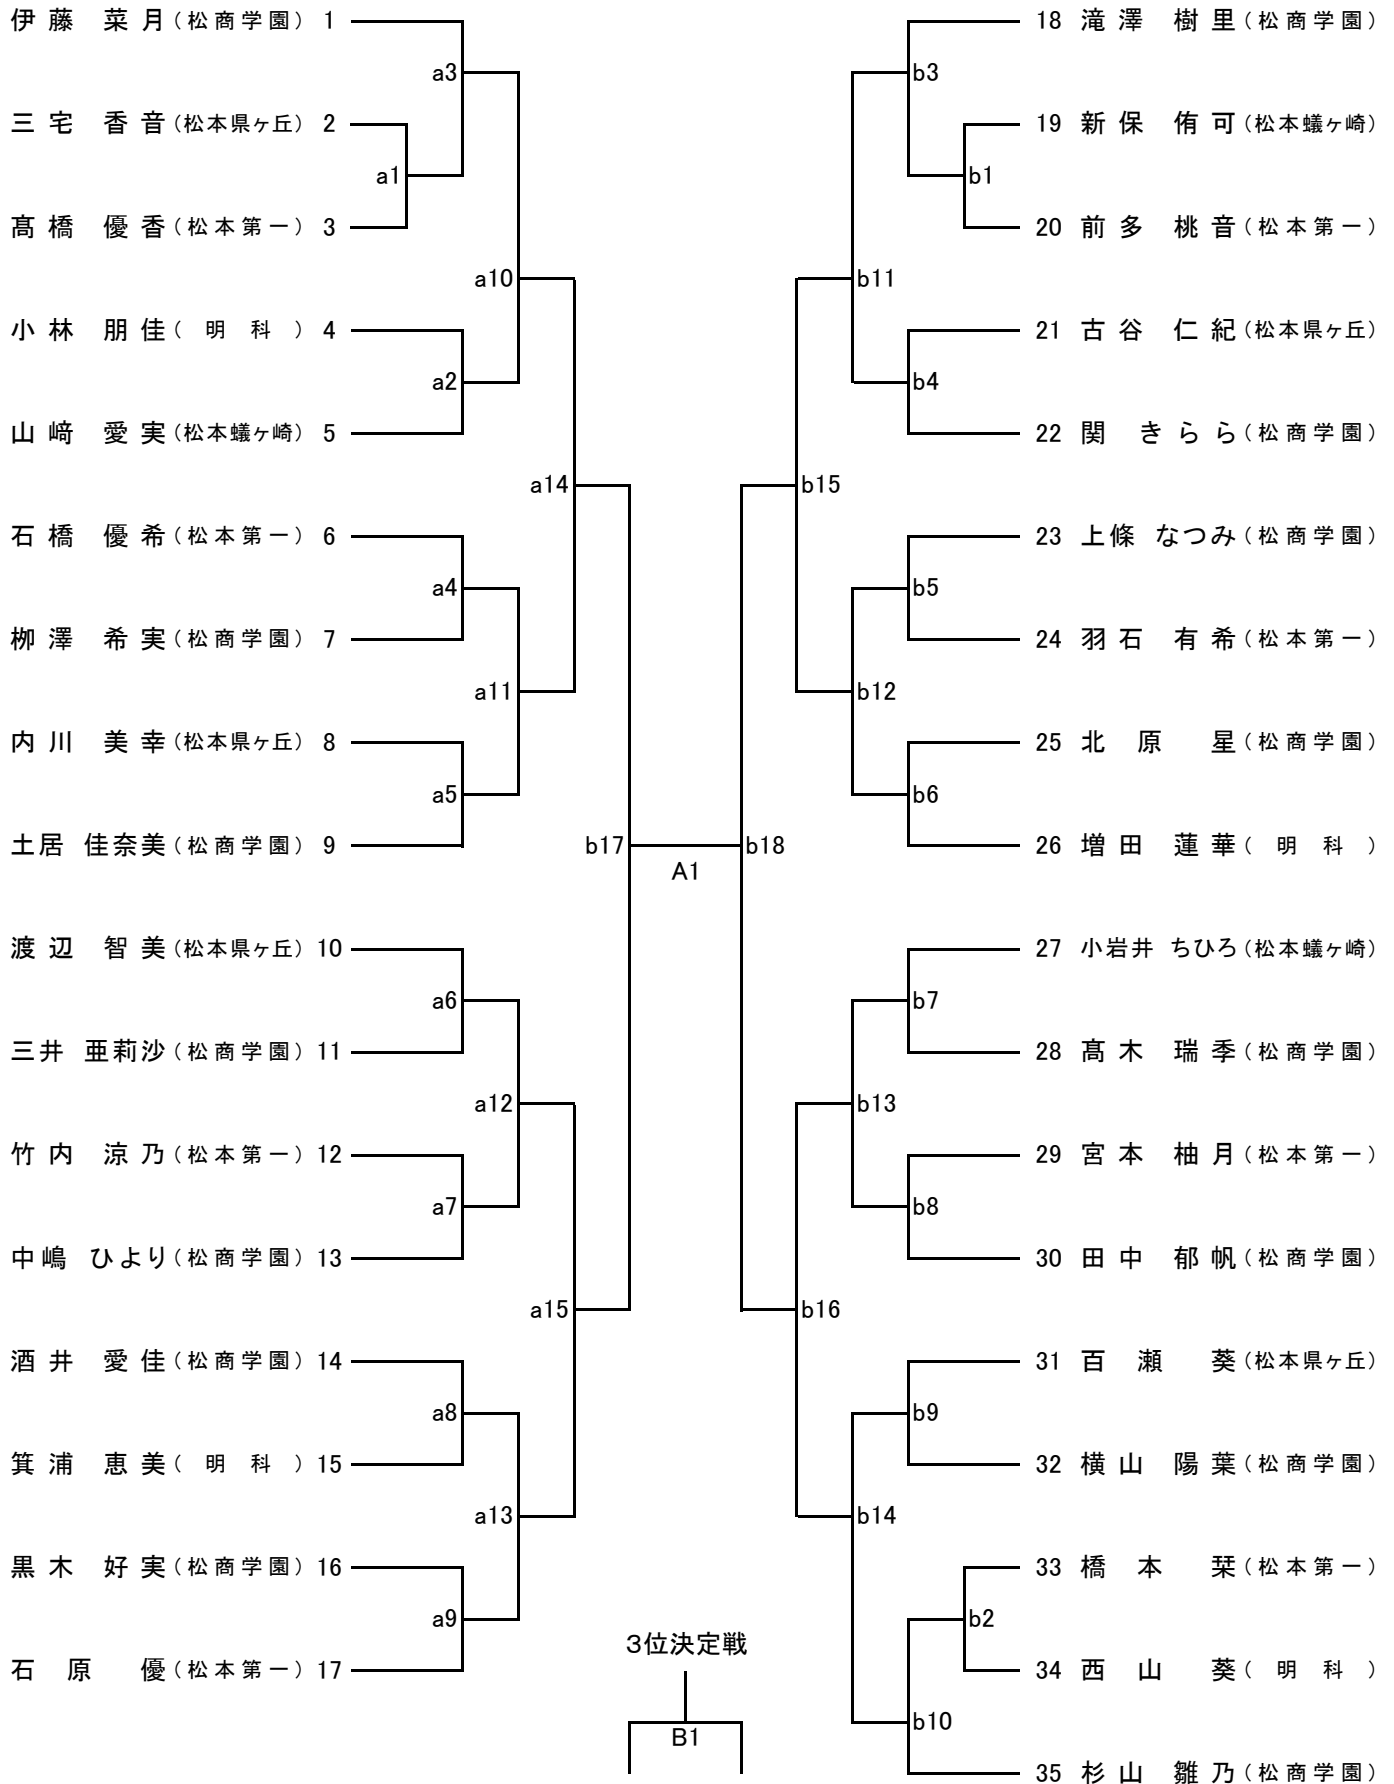 伊藤 菜月（松商学園）1
a3
三宅 香音（松本県ヶ丘）2
a1
髙橋 優香（松本第一）3
a10
小林 朋佳（明科）4
a2
山﨑 愛実（松本蟻ヶ崎）5
a14
石橋 優希（松本第一）6
a4
栁澤 希実（松商学園）7
a11
内川 美幸（松本県ヶ丘）8
a5
土居 佳奈美（松商学園）9
b17
A1
渡辺 智美（松本県ヶ丘）10
a6
三井 亜莉沙（松商学園）11
a12
竹内 涼乃（松本第一）12
a7
中嶋 ひより（松商学園）13
a15
酒井 愛佳（松商学園）14
a8
箕浦 恵美（明科）15
a13
黒木 好実（松商学園）16
a9
石原 優（松本第一）17
3位決定戦
B1
18 滝澤 樹里（松商学園）
b3
19 新保 侑可（松本蟻ヶ崎）
b1
20 前多 桃音（松本第一）
b11
21 古谷 仁紀（松本県ヶ丘）
b4
22 関 きらら（松商学園）
b15
23 上條 なつみ（松商学園）
b5
24 羽石 有希（松本第一）
b12
25 北原 星（松商学園）
b6
26 増田 蓮華（明科）
b18
27 小岩井 ちひろ（松本蟻ヶ崎）
b7
28 髙木 瑞季（松商学園）
b13
29 宮本 柚月（松本第一）
b8
30 田中 郁帆（松商学園）
b16
31 百瀬 葵（松本県ヶ丘）
b9
32 横山 陽葉（松商学園）
b14
33 橋本 栞（松本第一）
b2
34 西山 葵（明科）
b10
35 杉山 雛乃（松商学園）